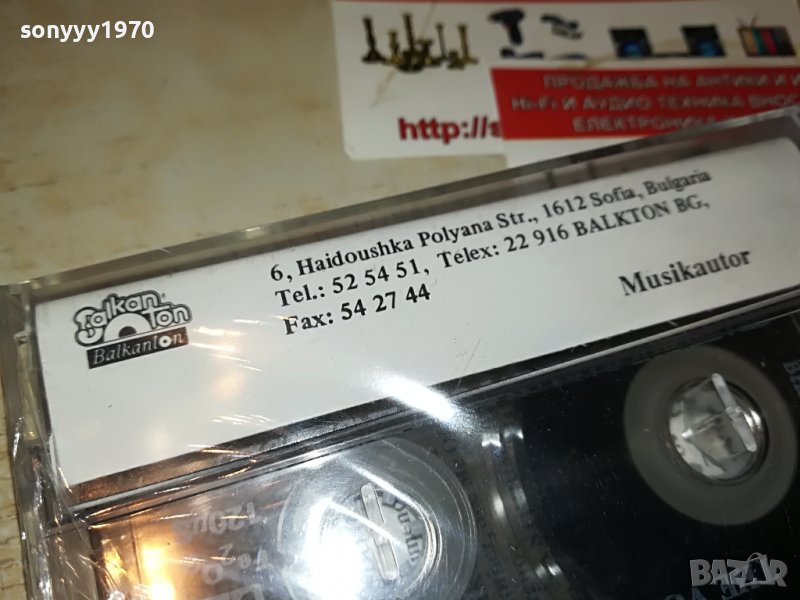 sonyyy1970
ПРОДАЖБА НА АНТИКИ И
Hi-Fi И АУДИО ТЕХНИКА ВНОС
ЕЛЕКТРОНИКА
http://s
6, Haidoushka Polyana Str., 1612 Sofia, Bulgaria
Tel.: 52 54 51, Telex: 22 916 BALKTON BG,
Fax: 54 27 44
Musikautor
Balkan
ton
Balkanton
BAZAR